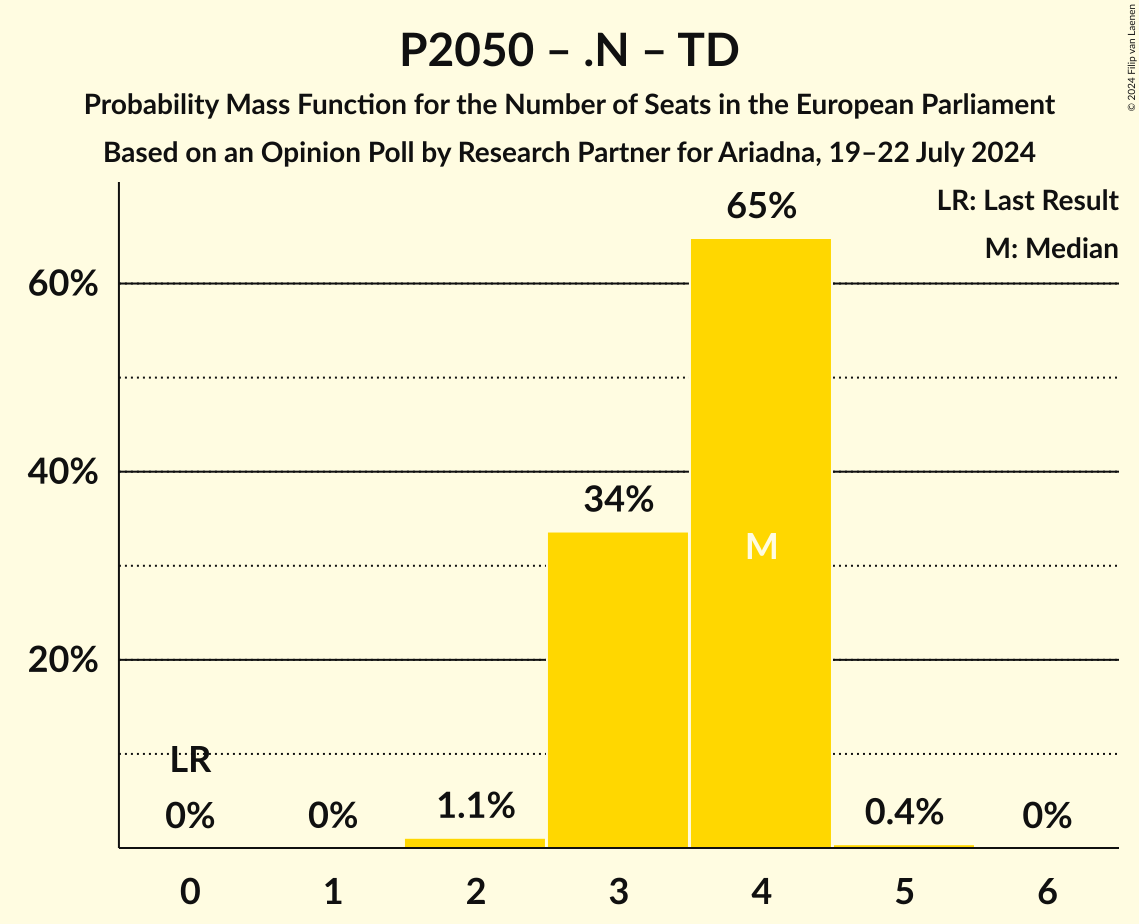 P2050 – .N – TD
Probability Mass Function for the Number of Seats in the European Parliament
Based on an Opinion Poll by Research Partner for Ariadna, 19–22 July 2024
© 2024 Filip van Laenen
LR: Last Result
M: Median
65%
60%
40%
34%
M
20%
LR
0%
0%
1.1%
0.4%
0%
0
1
2
3
4
5
6